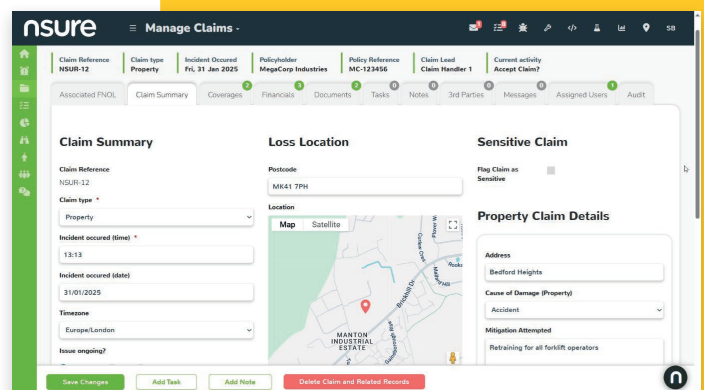 nsure
Manage Claims -
1
8
SB
Claim Reference
NSUR-12
Claim type
Property
Incident Occured
Fri, 31 Jan 2025
Policyholder
MegaCorp Industries
Policy Reference
MC-123456
Claim Lead
Claim Handler 1
Current activity
Accept Claim?
Associated FNOL
Claim Summary
Coverages 2
Financials 3
Documents 2
Tasks 0
Notes 0
3rd Parties 0
Messages 0
Assigned Users 1
Audit
Claim Summary
Claim Reference
NSUR-12
Claim type *
Property
Incident occured (time) *
13:13
Incident occured (date)
31/01/2025
Timezone
Europe/London
Issue ongoing?
Loss Location
Postcode
MK41 7PH
Location
Map Satellite
Brickhill Dr
MANTON
INDUSTRIAL
ESTATE
Sensitive Claim
Flag Claim as
Sensitive
Property Claim Details
Address
Bedford Heights
Cause of Damage (Property)
Accident
Mitigation Attempted
Retraining for all forklift operators
Save Changes
Add Task
Add Note
Delete Claim and Related Records
n